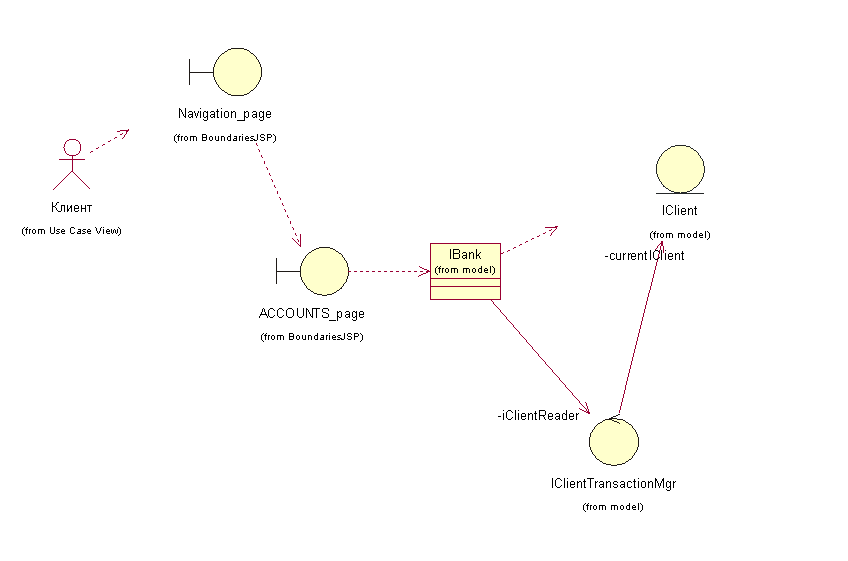 Navigation_page
(from BoundariesJSP)
Клиент
(from Use Case View)
IClient
(from model)
-currentIClient
IBank
(from model)
ACCOUNTS_page
(from BoundariesJSP)
-iClientReader
IClientTransactionMgr
(from model)